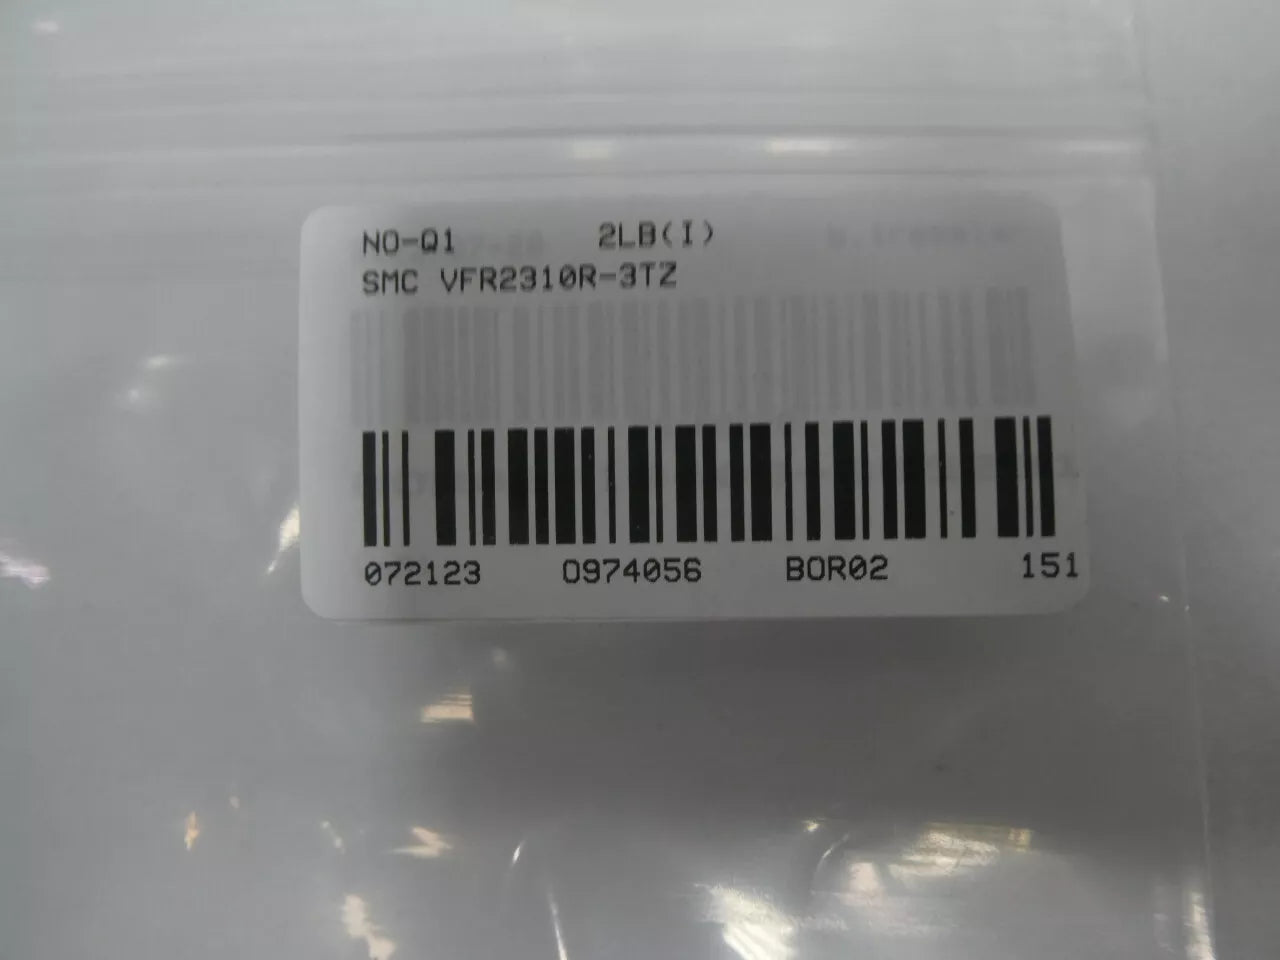 NO-Q1 2LB(I)
SMC VFR2310R-3TZ
072123 0974056 BOR02 151